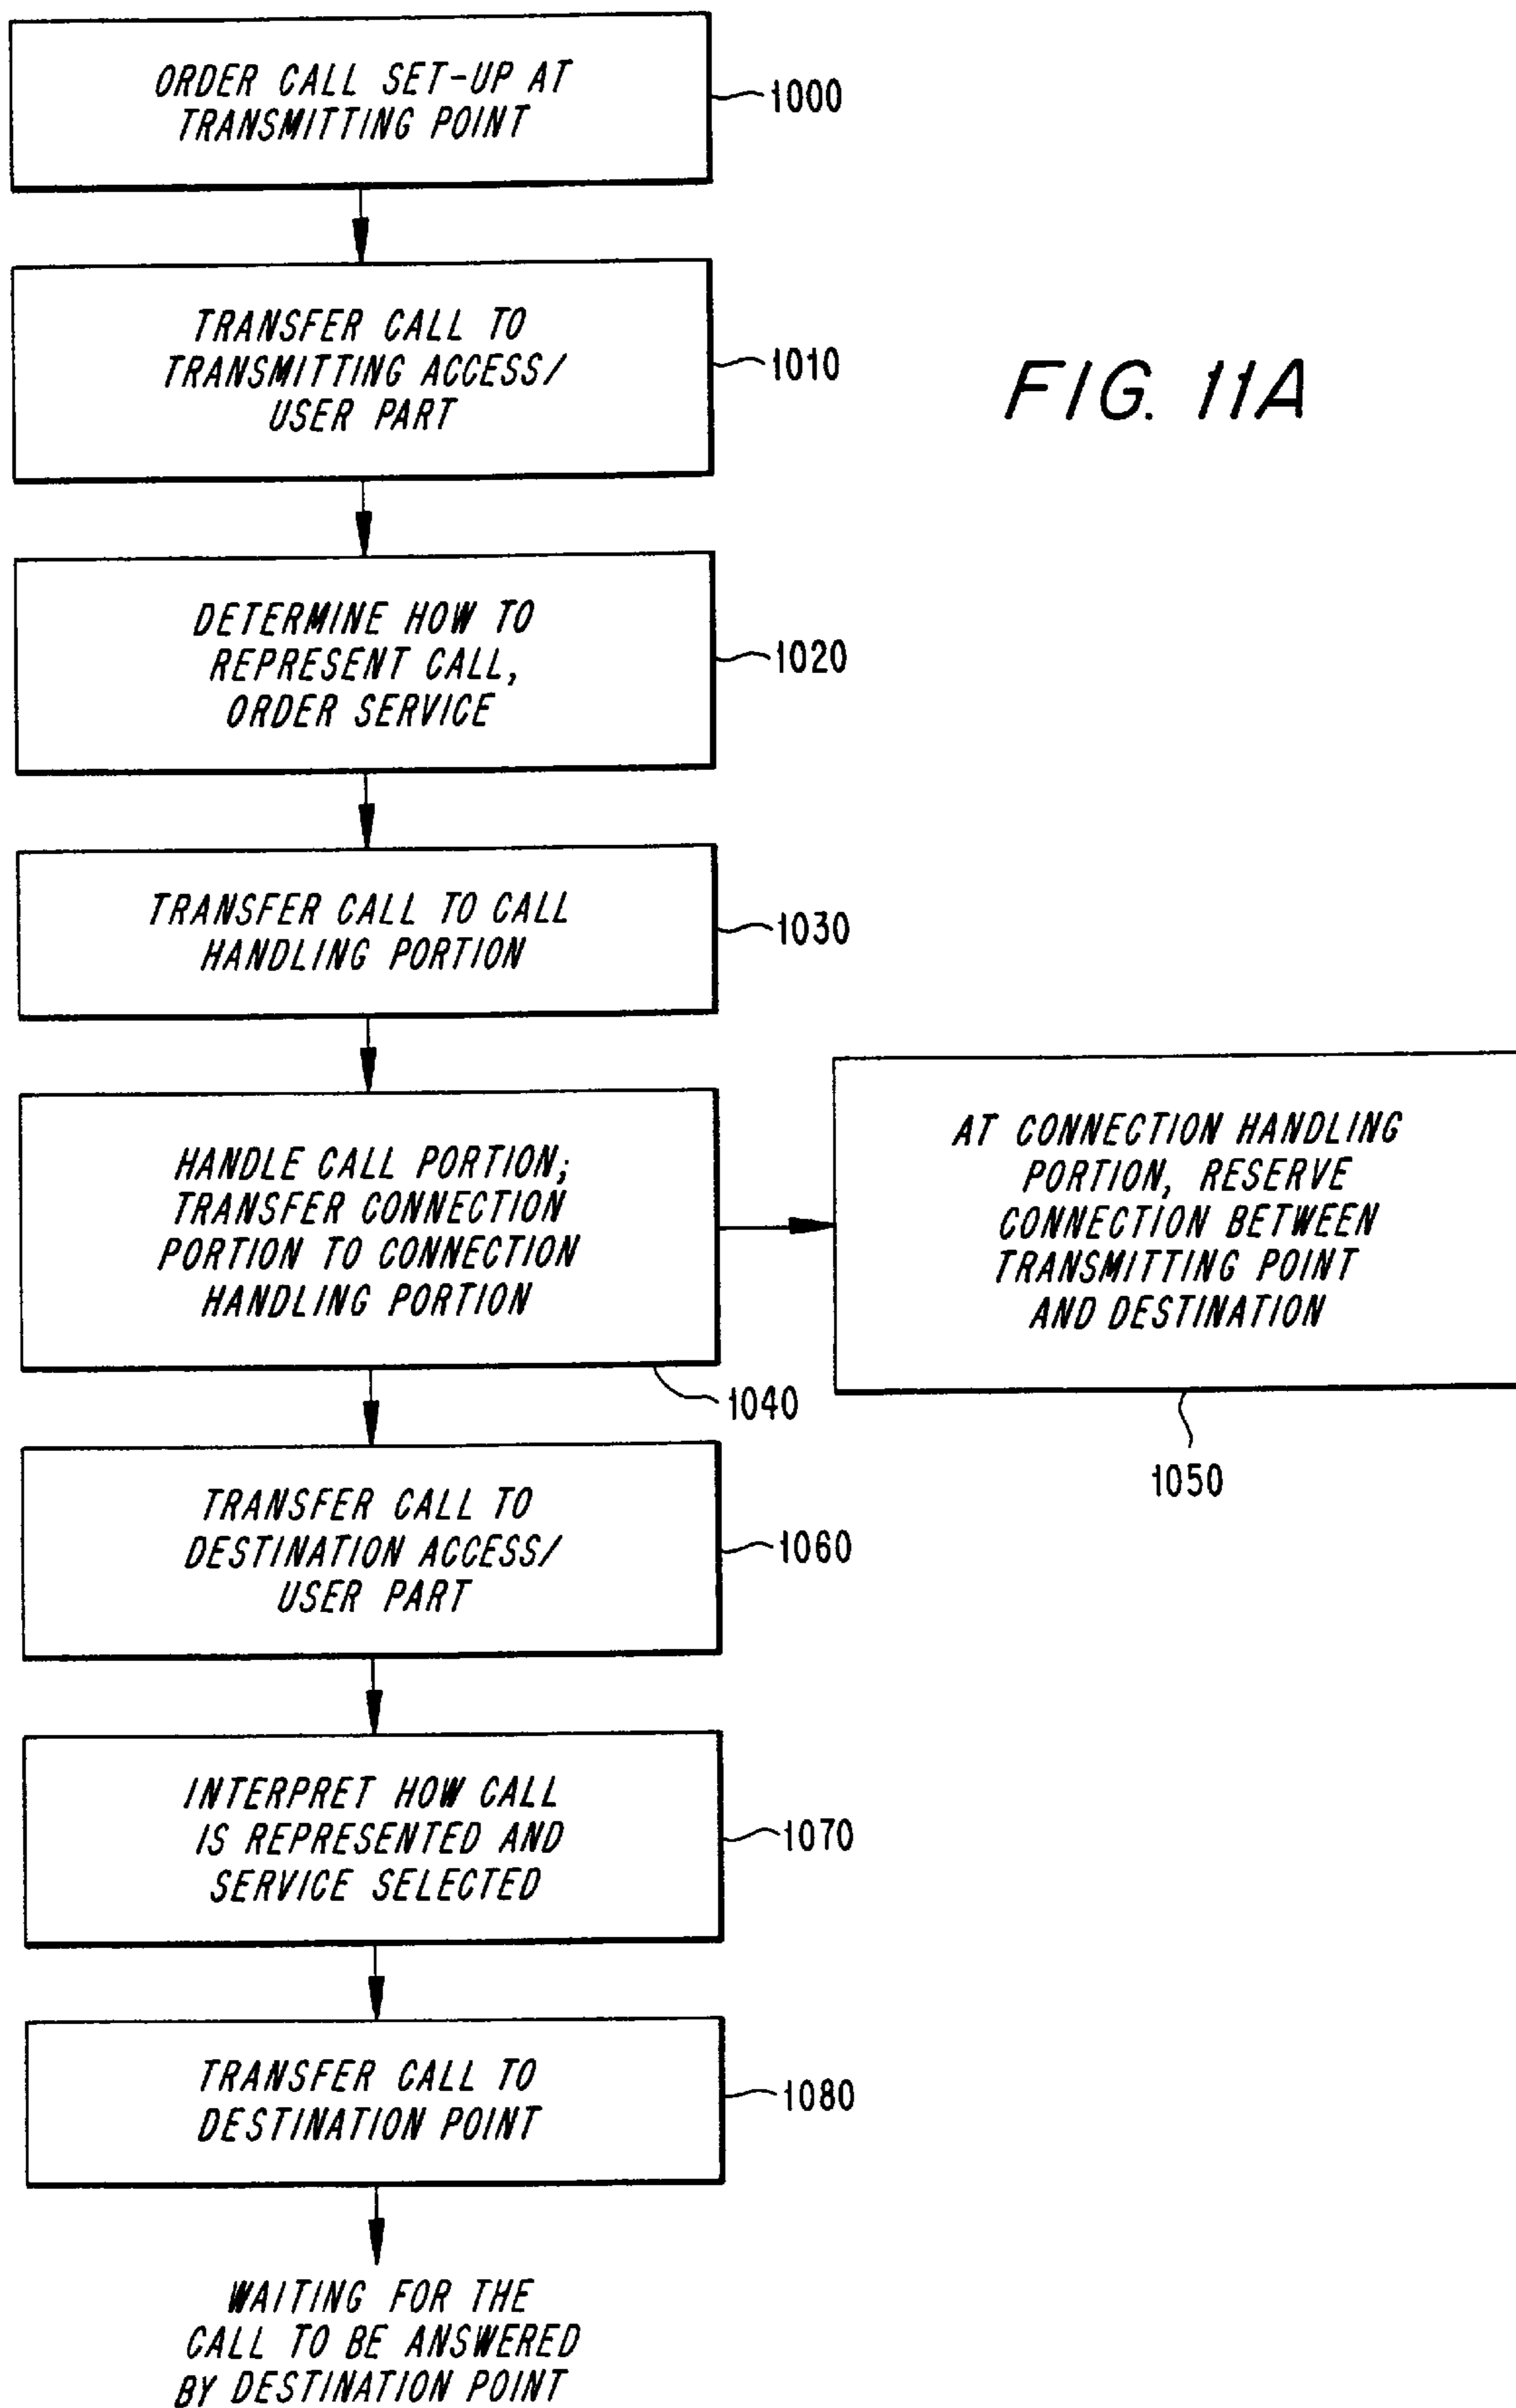 ORDER CALL SET-UP AT
TRANSMITTING POINT
1000
TRANSFER CALL TO
TRANSMITTING ACCESS/
USER PART
1010
FIG. 11A
DETERMINE HOW TO
REPRESENT CALL,
ORDER SERVICE
1020
TRANSFER CALL TO CALL
HANDLING PORTION
1030
HANDLE CALL PORTION;
TRANSFER CONNECTION
PORTION TO CONNECTION
HANDLING PORTION
1040
AT CONNECTION HANDLING
PORTION, RESERVE
CONNECTION BETWEEN
TRANSMITTING POINT
AND DESTINATION
1050
TRANSFER CALL TO
DESTINATION ACCESS/
USER PART
1060
INTERPRET HOW CALL
IS REPRESENTED AND
SERVICE SELECTED
1070
TRANSFER CALL TO
DESTINATION POINT
1080
WAITING FOR THE
CALL TO BE ANSWERED
BY DESTINATION POINT